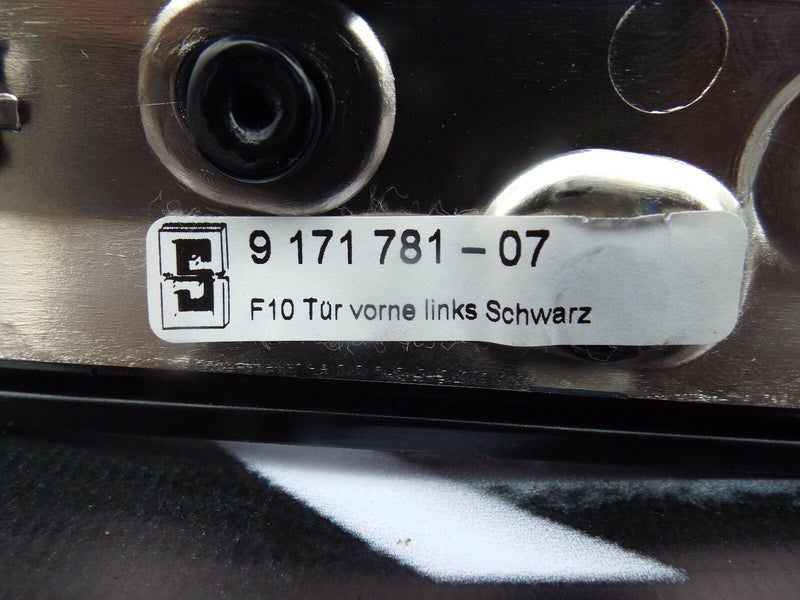 S
9 171 781 – 07
F10 Tür vorne links Schwarz